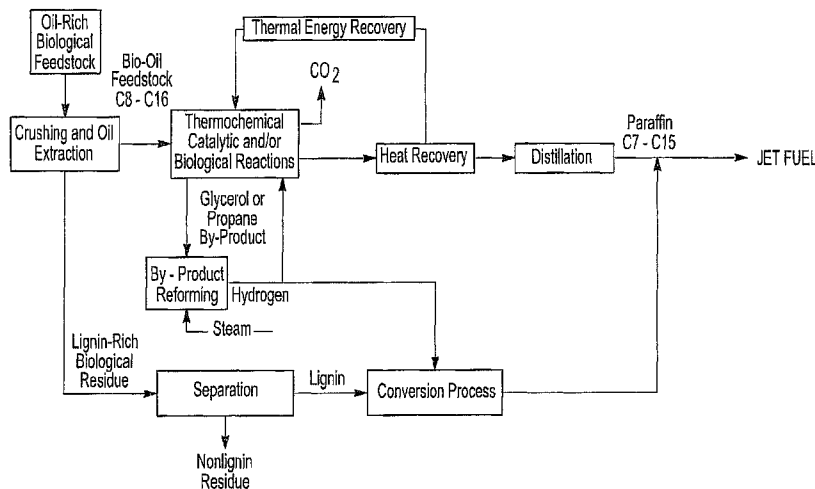 Oil-Rich
Biological
Feedstock
Bio-Oil
Feedstock
C8 - C16
Thermal Energy Recovery
CO2
Crushing and Oil
Extraction
Thermochemical
Catalytic and/or
Biological Reactions
Heat Recovery
Distillation
Paraffin
C7 - C15
JET FUEL
Glycerol or
Propane
By-Product
By - Product
Reforming
Hydrogen
Steam
Lignin-Rich
Biological
Residue
Separation
Lignin
Conversion Process
Nonlignin
Residue